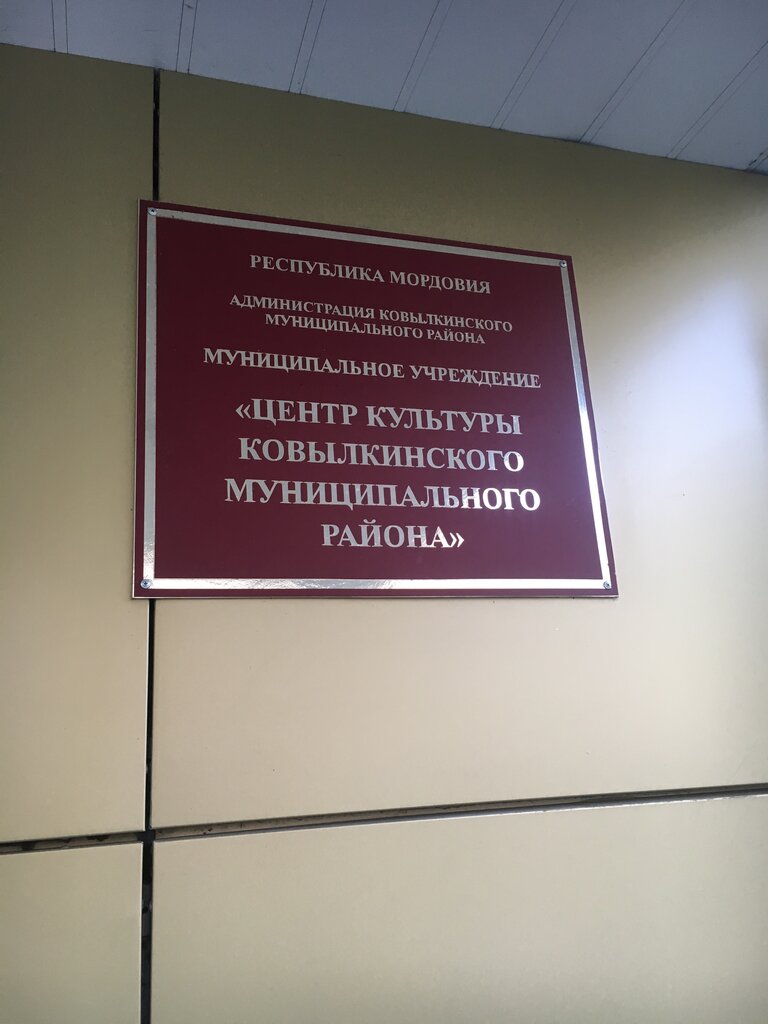 РЕСПУБЛИКА МОРДОВИЯ
АДМИНИСТРАЦИЯ КОВЫЛКИНСКОГО
МУНИЦИПАЛЬНОГО РАЙОНА
МУНИЦИПАЛЬНОЕ УЧРЕЖДЕНИЕ
«ЦЕНТР КУЛЬТУРЫ
КОВЫЛКИНСКОГО
МУНИЦИПАЛЬНОГО
РАЙОНА»